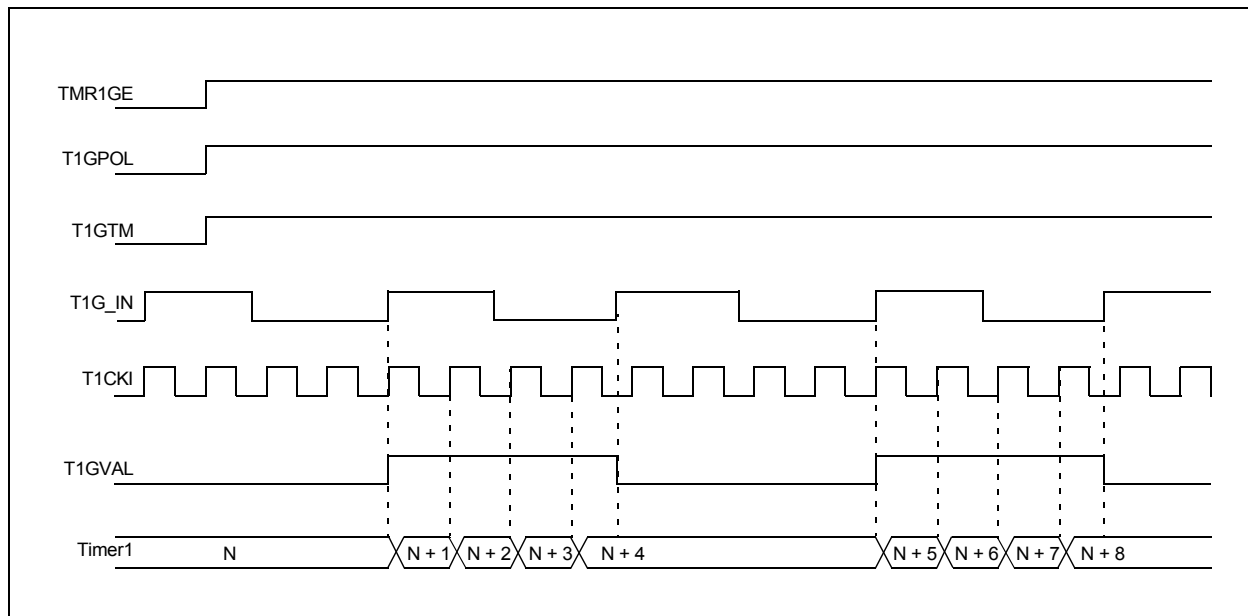 TMR1GE
T1GPOL
T1GTM
T1G_IN
T1CKI
T1GVAL
Timer1 N N + 1 N + 2 N + 3 N + 4 N + 5 N + 6 N + 7 N + 8